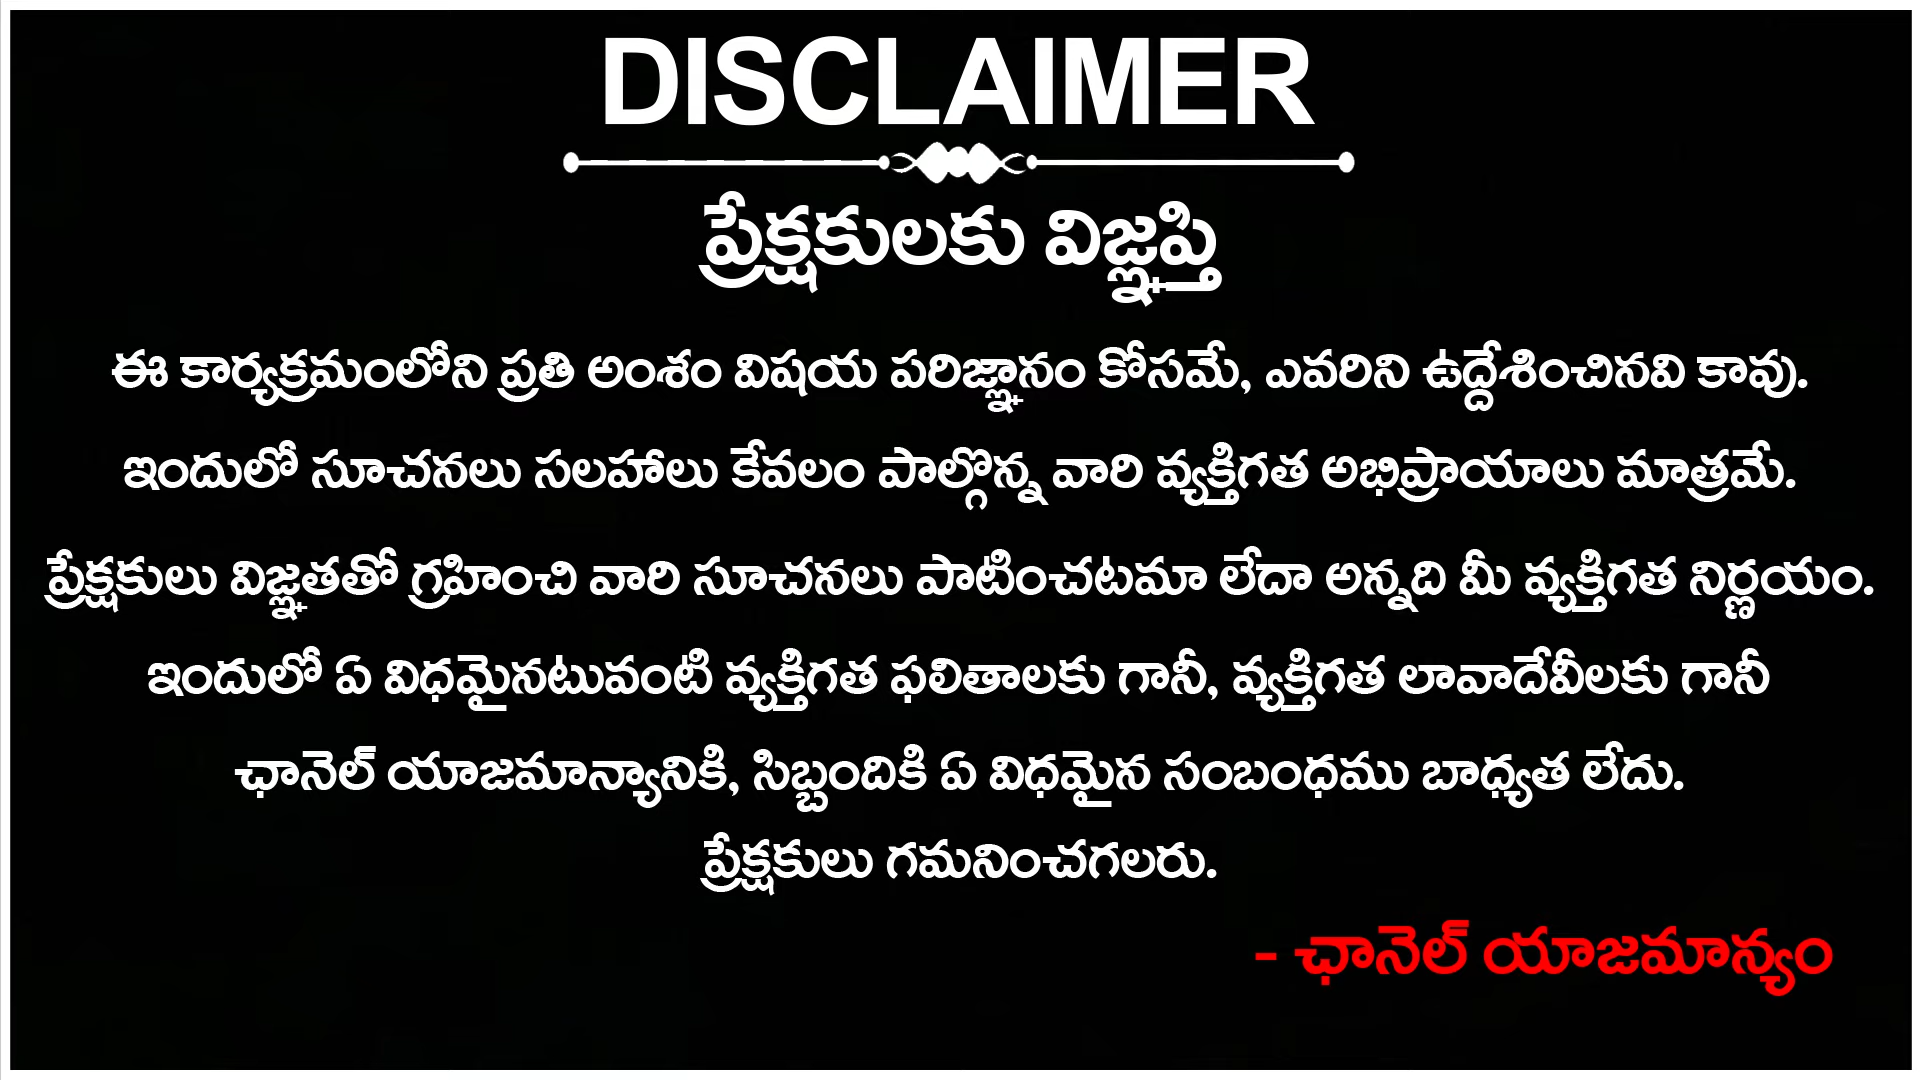 DISCLAIMER
ప్రేక్షకులకు విజ్ఞప్తి
ఈ కార్యక్రమంలోని ప్రతి అంశం విషయ పరిజ్ఞానం కోసమే, ఎవరిని ఉద్దేశించినవి కావు.
ఇందులో సూచనలు సలహాలు కేవలం పాల్గొన్న వారి వ్యక్తిగత అభిప్రాయాలు మాత్రమే.
ప్రేక్షకులు విజ్ఞతతో గ్రహించి వారి సూచనలు పాటించటమా లేదా అన్నది మీ వ్యక్తిగత నిర్ణయం.
ఇందులో ఏ విధమైనటువంటి వ్యక్తిగత ఫలితాలకు గానీ, వ్యక్తిగత లావాదేవీలకు గానీ
ఛానెల్ యాజమాన్యానికి, సిబ్బందికి ఏ విధమైన సంబంధము బాధ్యత లేదు.
ప్రేక్షకులు గమనించగలరు.
- ఛానెల్ యాజమాన్యం